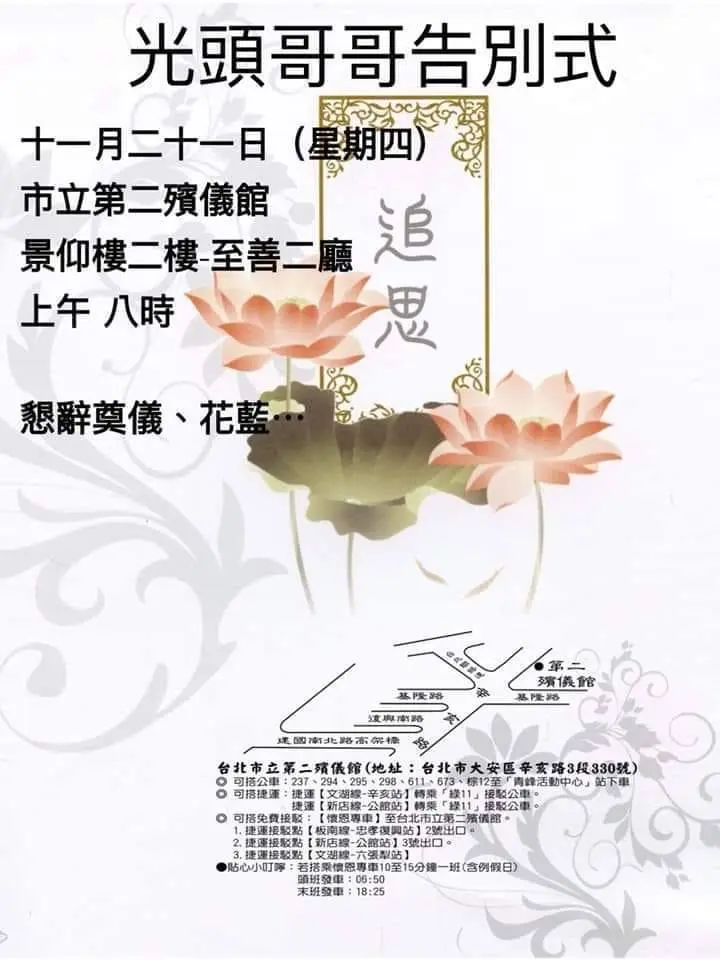 光頭哥哥告別式
十一月二十一日（星期四）
市立第二殯儀館
景仰樓二樓-至善二廳
上午 八時
懇辭奠儀、花藍…
追思
●第二
殯儀館
基隆路
基隆路
辛亥路
復興南路
建國南北路高架橋
台北市立第二殯儀館(地址：台北市大安區辛亥路3段330號)
◎ 可搭公車：237、294、295、298、611、673、棕12至「青峰活動中心」站下車
◎ 可搭捷運：捷運【文湖線-辛亥站】轉乘「綠11」接駁公車。
捷運【新店線-公館站】轉乘「綠11」接駁公車。
◎ 可搭免費接駁：【懷恩專車】至台北市立第二殯儀館。
1.捷運接駁點【板南線-忠孝復興站】2號出口。
2.捷運接駁點【新店線-公館站】3號出口。
3.捷運接駁點【文湖線-六張犁站】
●貼心小叮嚀：若搭乘懷恩專車10至15分鐘一班(含例假日)
頭班發車：06:50
末班發車：18:25